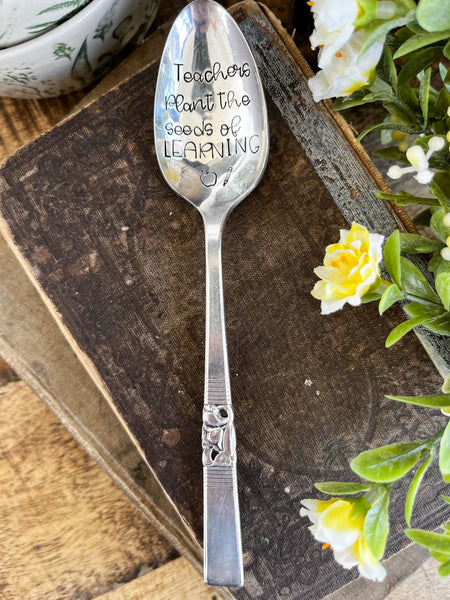 Teachers
Plant the
seeds of
LEARNING